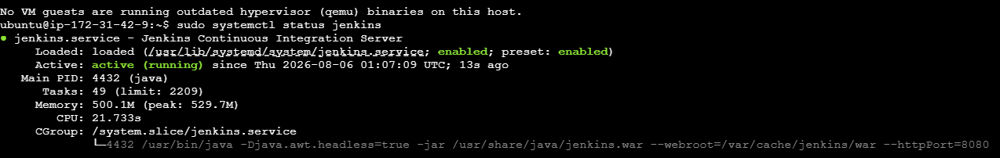 No VM guests are running outdated hypervisor (qemu) binaries on this host.
ubuntu@ip-172-31-42-9:~$ sudo systemctl status jenkins
● jenkins.service - Jenkins Continuous Integration Server
     Loaded: loaded (/usr/lib/systemd/system/jenkins.service; enabled; preset: enabled)
     Active: active (running) since Thu 2026-08-06 01:07:09 UTC; 13s ago
   Main PID: 4432 (java)
      Tasks: 49 (limit: 2209)
     Memory: 500.1M (peak: 529.7M)
        CPU: 21.733s
     CGroup: /system.slice/jenkins.service
             └─4432 /usr/bin/java -Djava.awt.headless=true -jar /usr/share/java/jenkins.war --webroot=/var/cache/jenkins/war --httpPort=8080